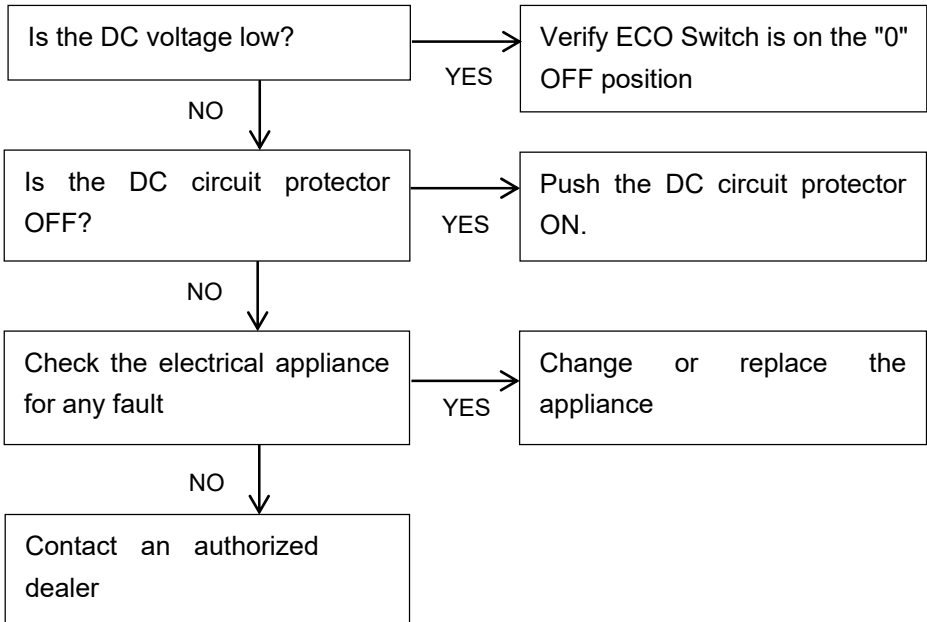 Is the DC voltage low?
YES
Verify ECO Switch is on the "0"
OFF position
NO
Is the DC circuit protector
OFF?
YES
Push the DC circuit protector
ON.
NO
Check the electrical appliance
for any fault
YES
Change or replace the
appliance
NO
Contact an authorized
dealer